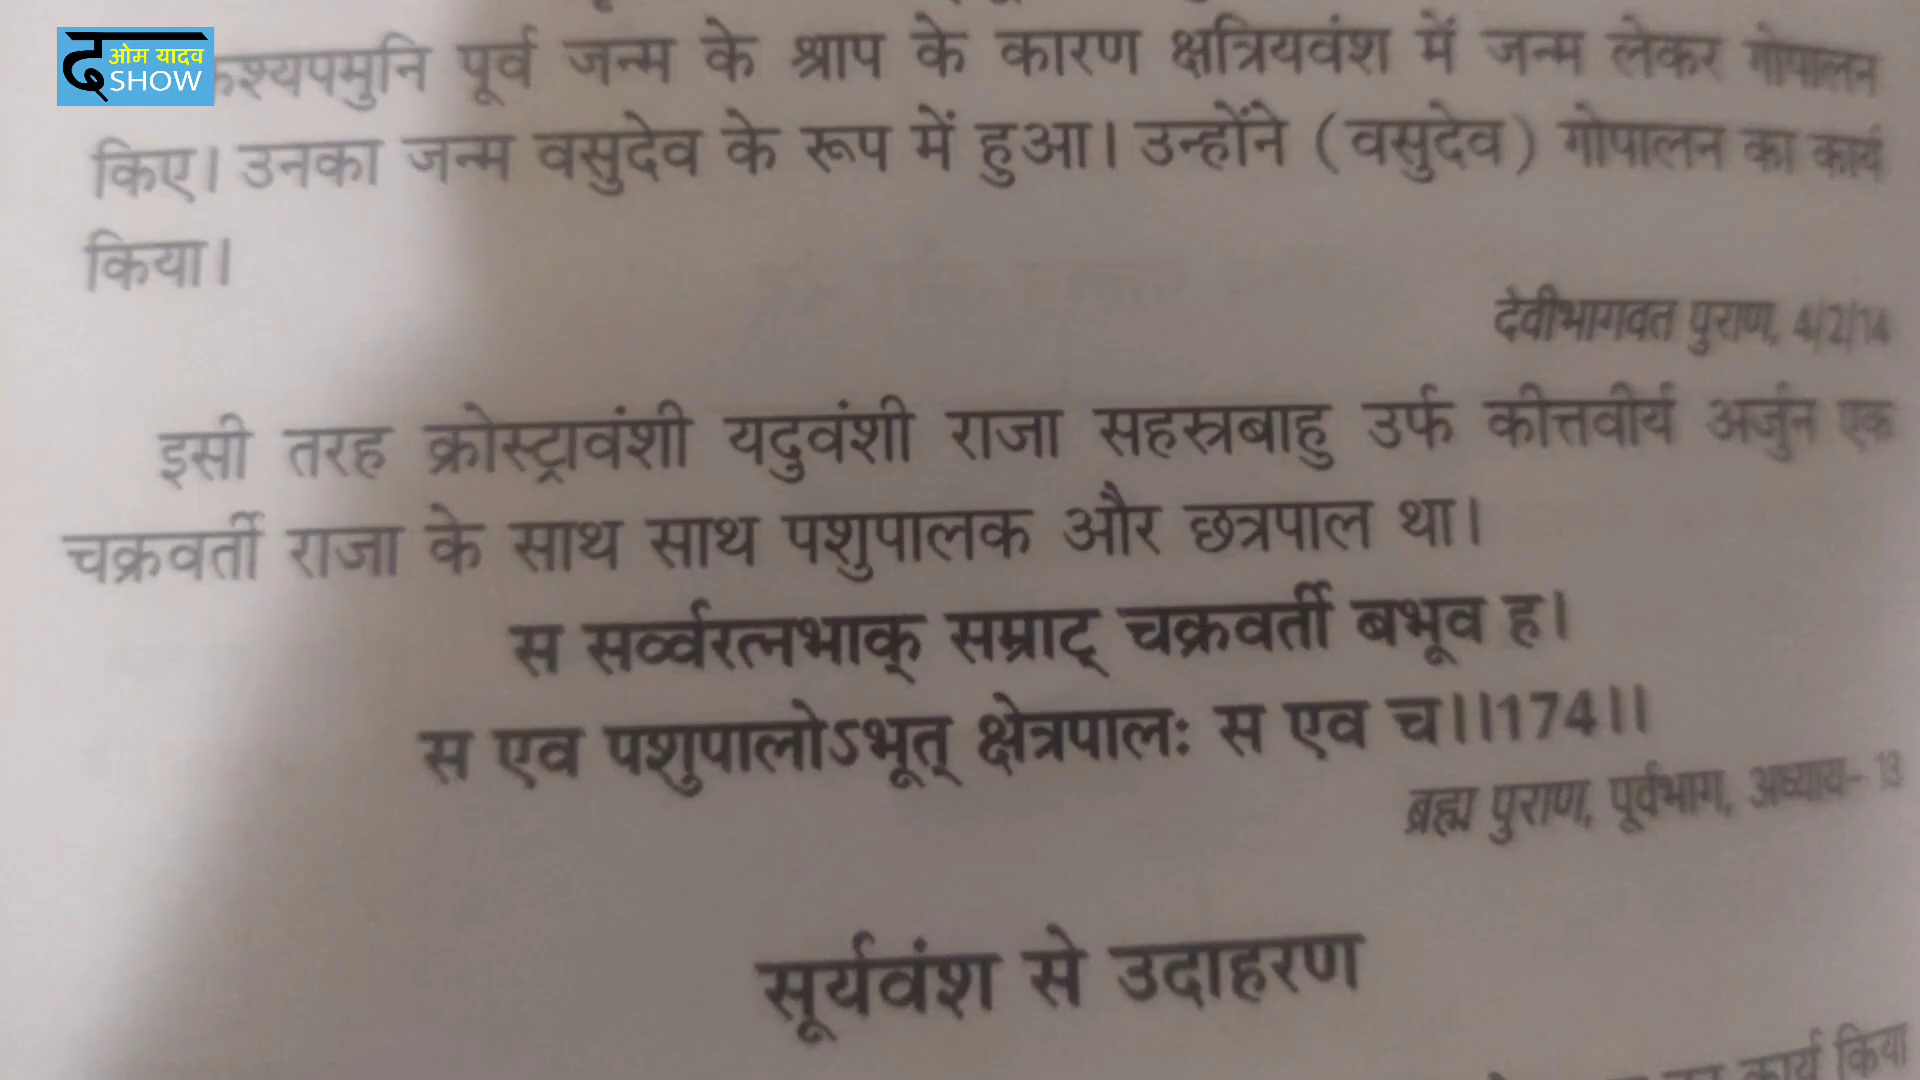 द ओम यादव SHOW
कश्यपमुनि पूर्व जन्म के श्राप के कारण क्षत्रियवंश में जन्म लेकर गोपालन
किए। उनका जन्म वसुदेव के रूप में हुआ। उन्होंने (वसुदेव) गोपालन का कार्य
किया।
देवीभागवत पुराण, 4/2/14
इसी तरह क्रोस्ट्रावंशी यदुवंशी राजा सहस्रबाहु उर्फ कीत्तवीर्य अर्जुन एक
चक्रवर्ती राजा के साथ साथ पशुपालक और छत्रपाल था।
स सर्व्वरत्नभाक् सम्राट् चक्रवर्ती बभूव ह।
स एव पशुपालोऽभूत् क्षेत्रपालः स एव च।।174।।
ब्रह्म पुराण, पूर्वभाग, अध्याय- 13
सूर्यवंश से उदाहरण
कार्य किया